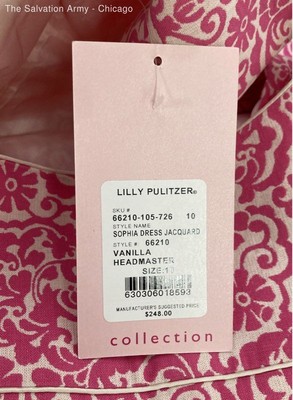 The Salvation Army - Chicago
LILLY PULITZER®
SKU #
66210-105-726 10
STYLE NAME
SOPHIA DRESS JACQUARD
STYLE # 66210
VANILLA
HEADMASTER
SIZE:
630306018593
MANUFACTURER'S SUGGESTED PRICE
$248.00
collection